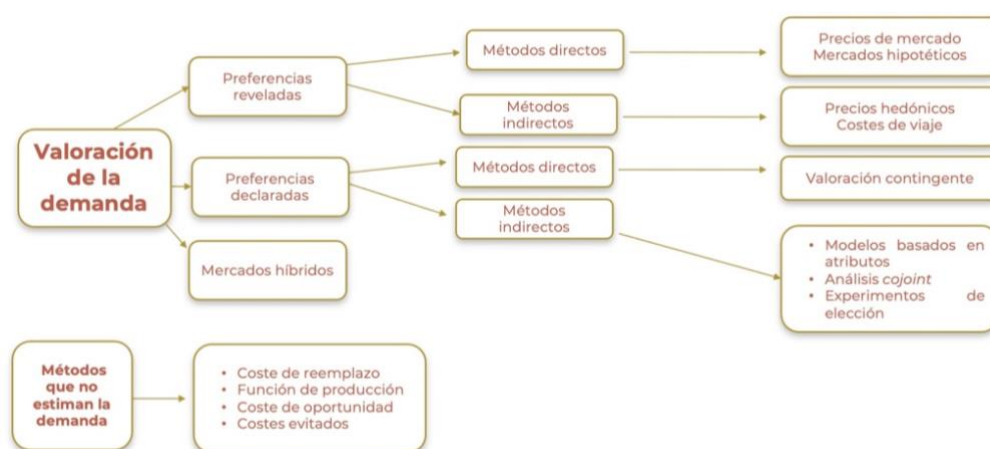 Valoración
de la
demanda
Preferencias
reveladas
Métodos directos
Precios de mercado
Mercados hipotéticos
Métodos
indirectos
Precios hedónicos
Costes de viaje
Preferencias
declaradas
Métodos directos
Valoración contingente
Métodos
indirectos
• Modelos basados en
atributos
• Análisis cojoint
• Experimentos de
elección
Mercados híbridos
Métodos
que no
estiman la
demanda
• Coste de reemplazo
• Función de producción
• Coste de oportunidad
• Costes evitados